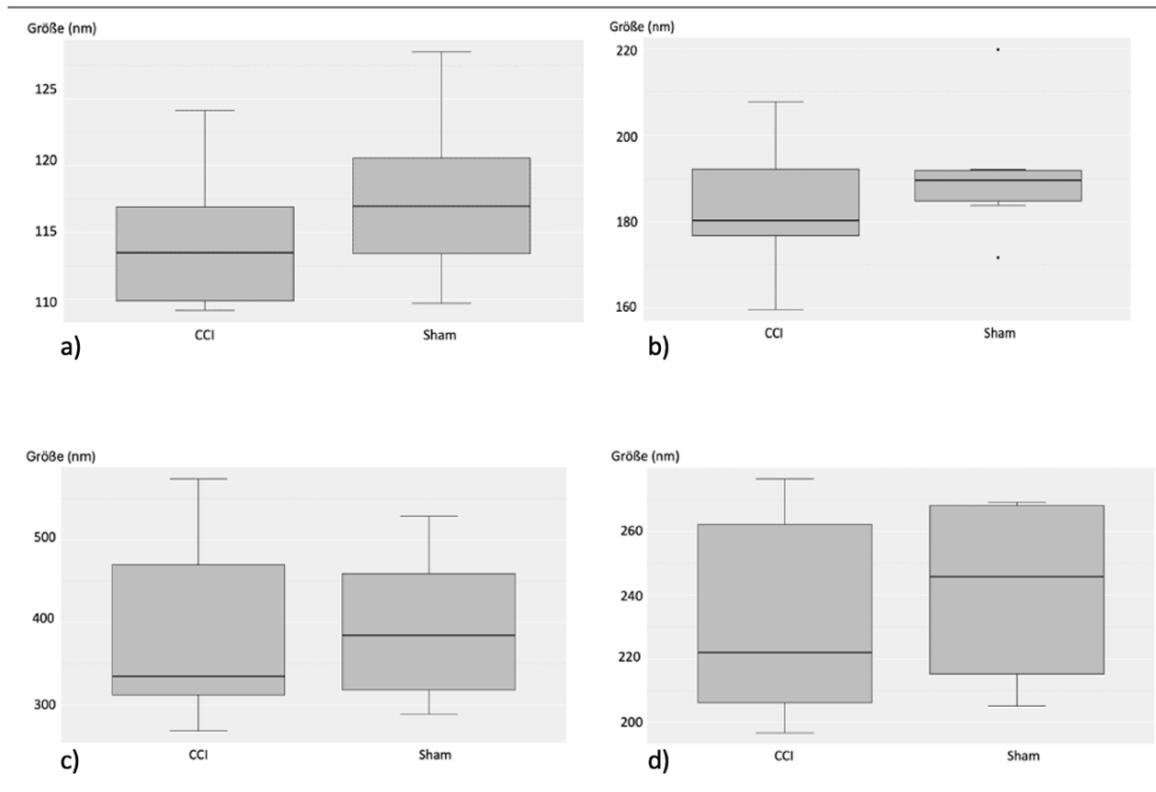 Größe (nm)
125
120
115
110
CCI Sham
a)
Größe (nm)
220
200
180
160
CCI Sham
b)
Größe (nm)
500
400
300
CCI Sham
c)
Größe (nm)
260
240
220
200
CCI Sham
d)